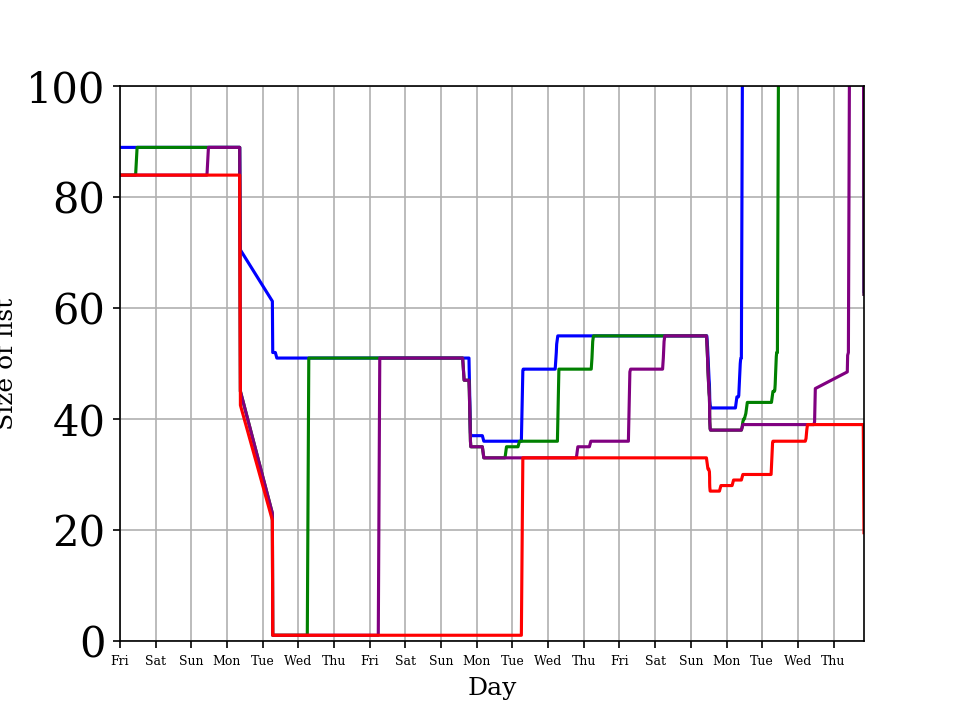 100
80
60
40
20
0
Size of list
Fri Sat Sun Mon Tue Wed Thu Fri Sat Sun Mon Tue Wed Thu Fri Sat Sun Mon Tue Wed Thu
Day